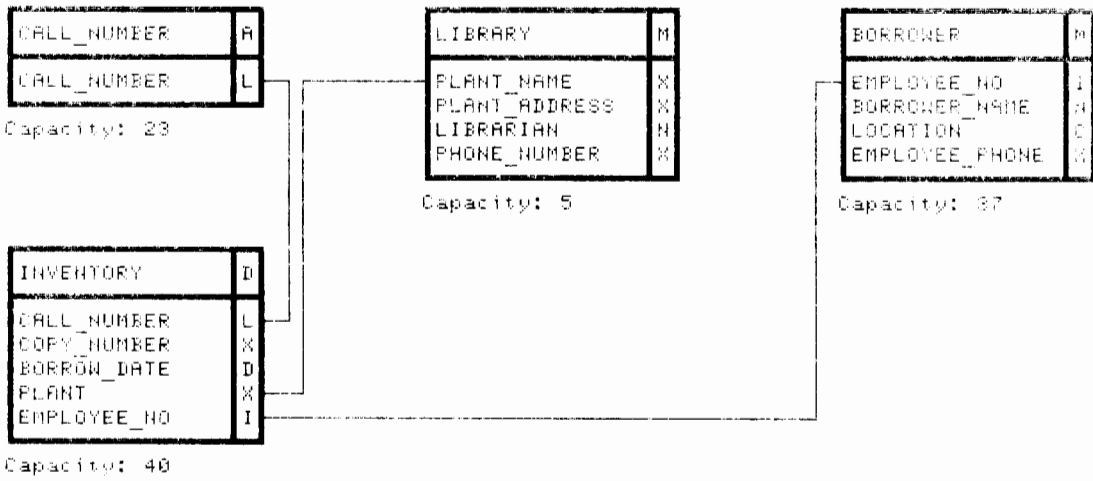 CALL_NUMBER A
CALL_NUMBER L
Capacity: 23
LIBRARY M
PLANT_NAME X
PLANT_ADDRESS X
LIBRARIAN N
PHONE_NUMBER X
Capacity: 5
BORROWER M
EMPLOYEE_NO I
BORROWER_NAME N
LOCATION C
EMPLOYEE_PHONE X
Capacity: 37
INVENTORY D
CALL_NUMBER L
COPY_NUMBER X
BORROW_DATE D
PLANT X
EMPLOYEE_NO I
Capacity: 40